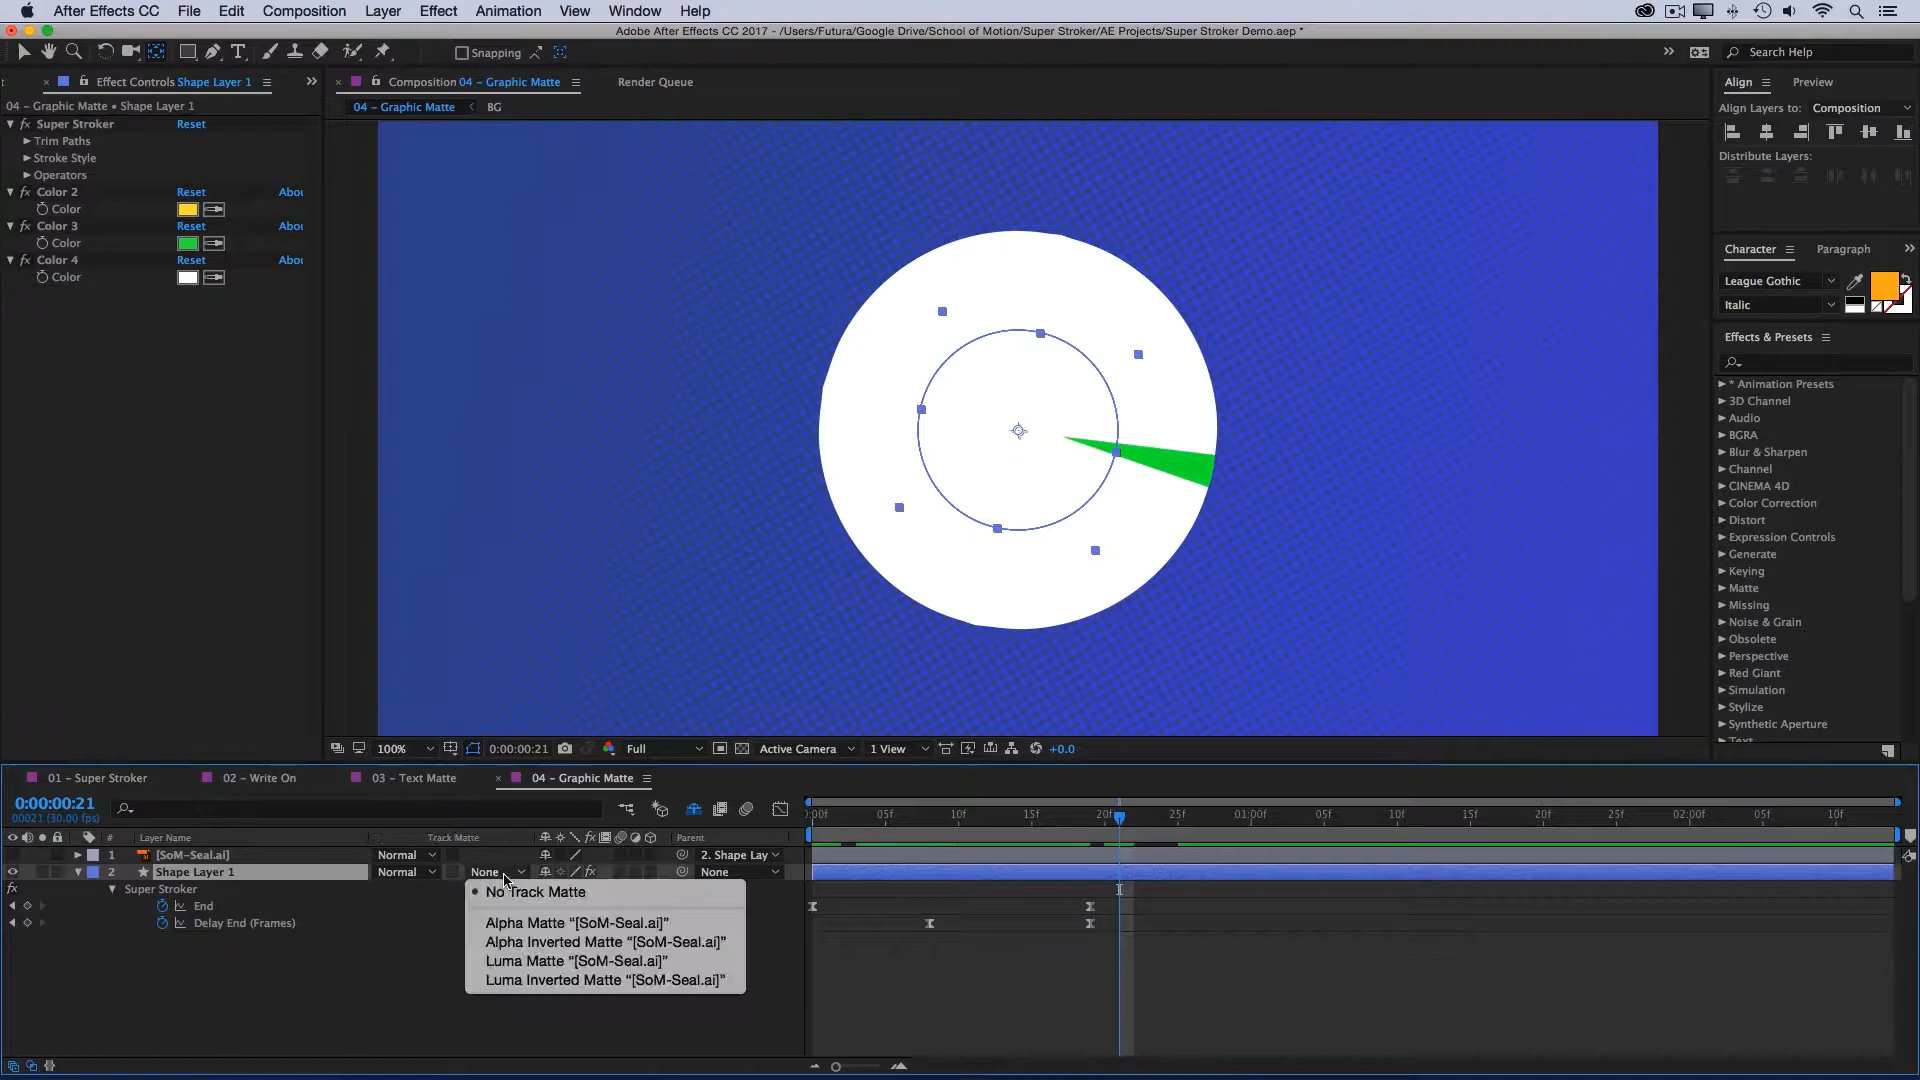 After Effects CC File Edit Composition Layer Effect Animation View Window Help
Adobe After Effects CC 2017 - /Users/Futura/Google Drive/School of Motion/Super Stroker/AE Projects/Super Stroker Demo.aep *
Snapping
Search Help
Effect Controls Shape Layer 1
Composition 04 – Graphic Matte
Render Queue
Align
Preview
04 – Graphic Matte • Shape Layer 1
04 – Graphic Matte
BG
Align Layers to: Composition
Super Stroker Reset
Trim Paths
Stroke Style
Distribute Layers:
Operators
Color 2 Reset Abou
Color
Color 3 Reset Abou
Color
Color 4 Reset Abou
Color
Character
Paragraph
League Gothic
Italic
Effects & Presets
* Animation Presets
3D Channel
Audio
BGRA
Blur & Sharpen
Channel
CINEMA 4D
Color Correction
Distort
Expression Controls
Generate
Keying
Matte
Missing
Noise & Grain
Obsolete
Perspective
Red Giant
Simulation
Stylize
Synthetic Aperture
Text
100% 0:00:00:21 Full Active Camera 1 View +0.0
01 – Super Stroker
02 – Write On
03 – Text Matte
04 – Graphic Matte
0:00:00:21
00021 (30.00 fps)
:00f 05f 10f 15f 20f 25f 01:00f 05f 10f 15f 20f 25f 02:00f 05f 10f
# Layer Name Track Matte fx Parent
1 [SoM-Seal.ai] Normal 2. Shape Lay
2 Shape Layer 1 Normal None fx None
fx Super Stroker
End
Delay End (Frames)
No Track Matte
Alpha Matte “[SoM-Seal.ai]”
Alpha Inverted Matte “[SoM-Seal.ai]”
Luma Matte “[SoM-Seal.ai]”
Luma Inverted Matte “[SoM-Seal.ai]”